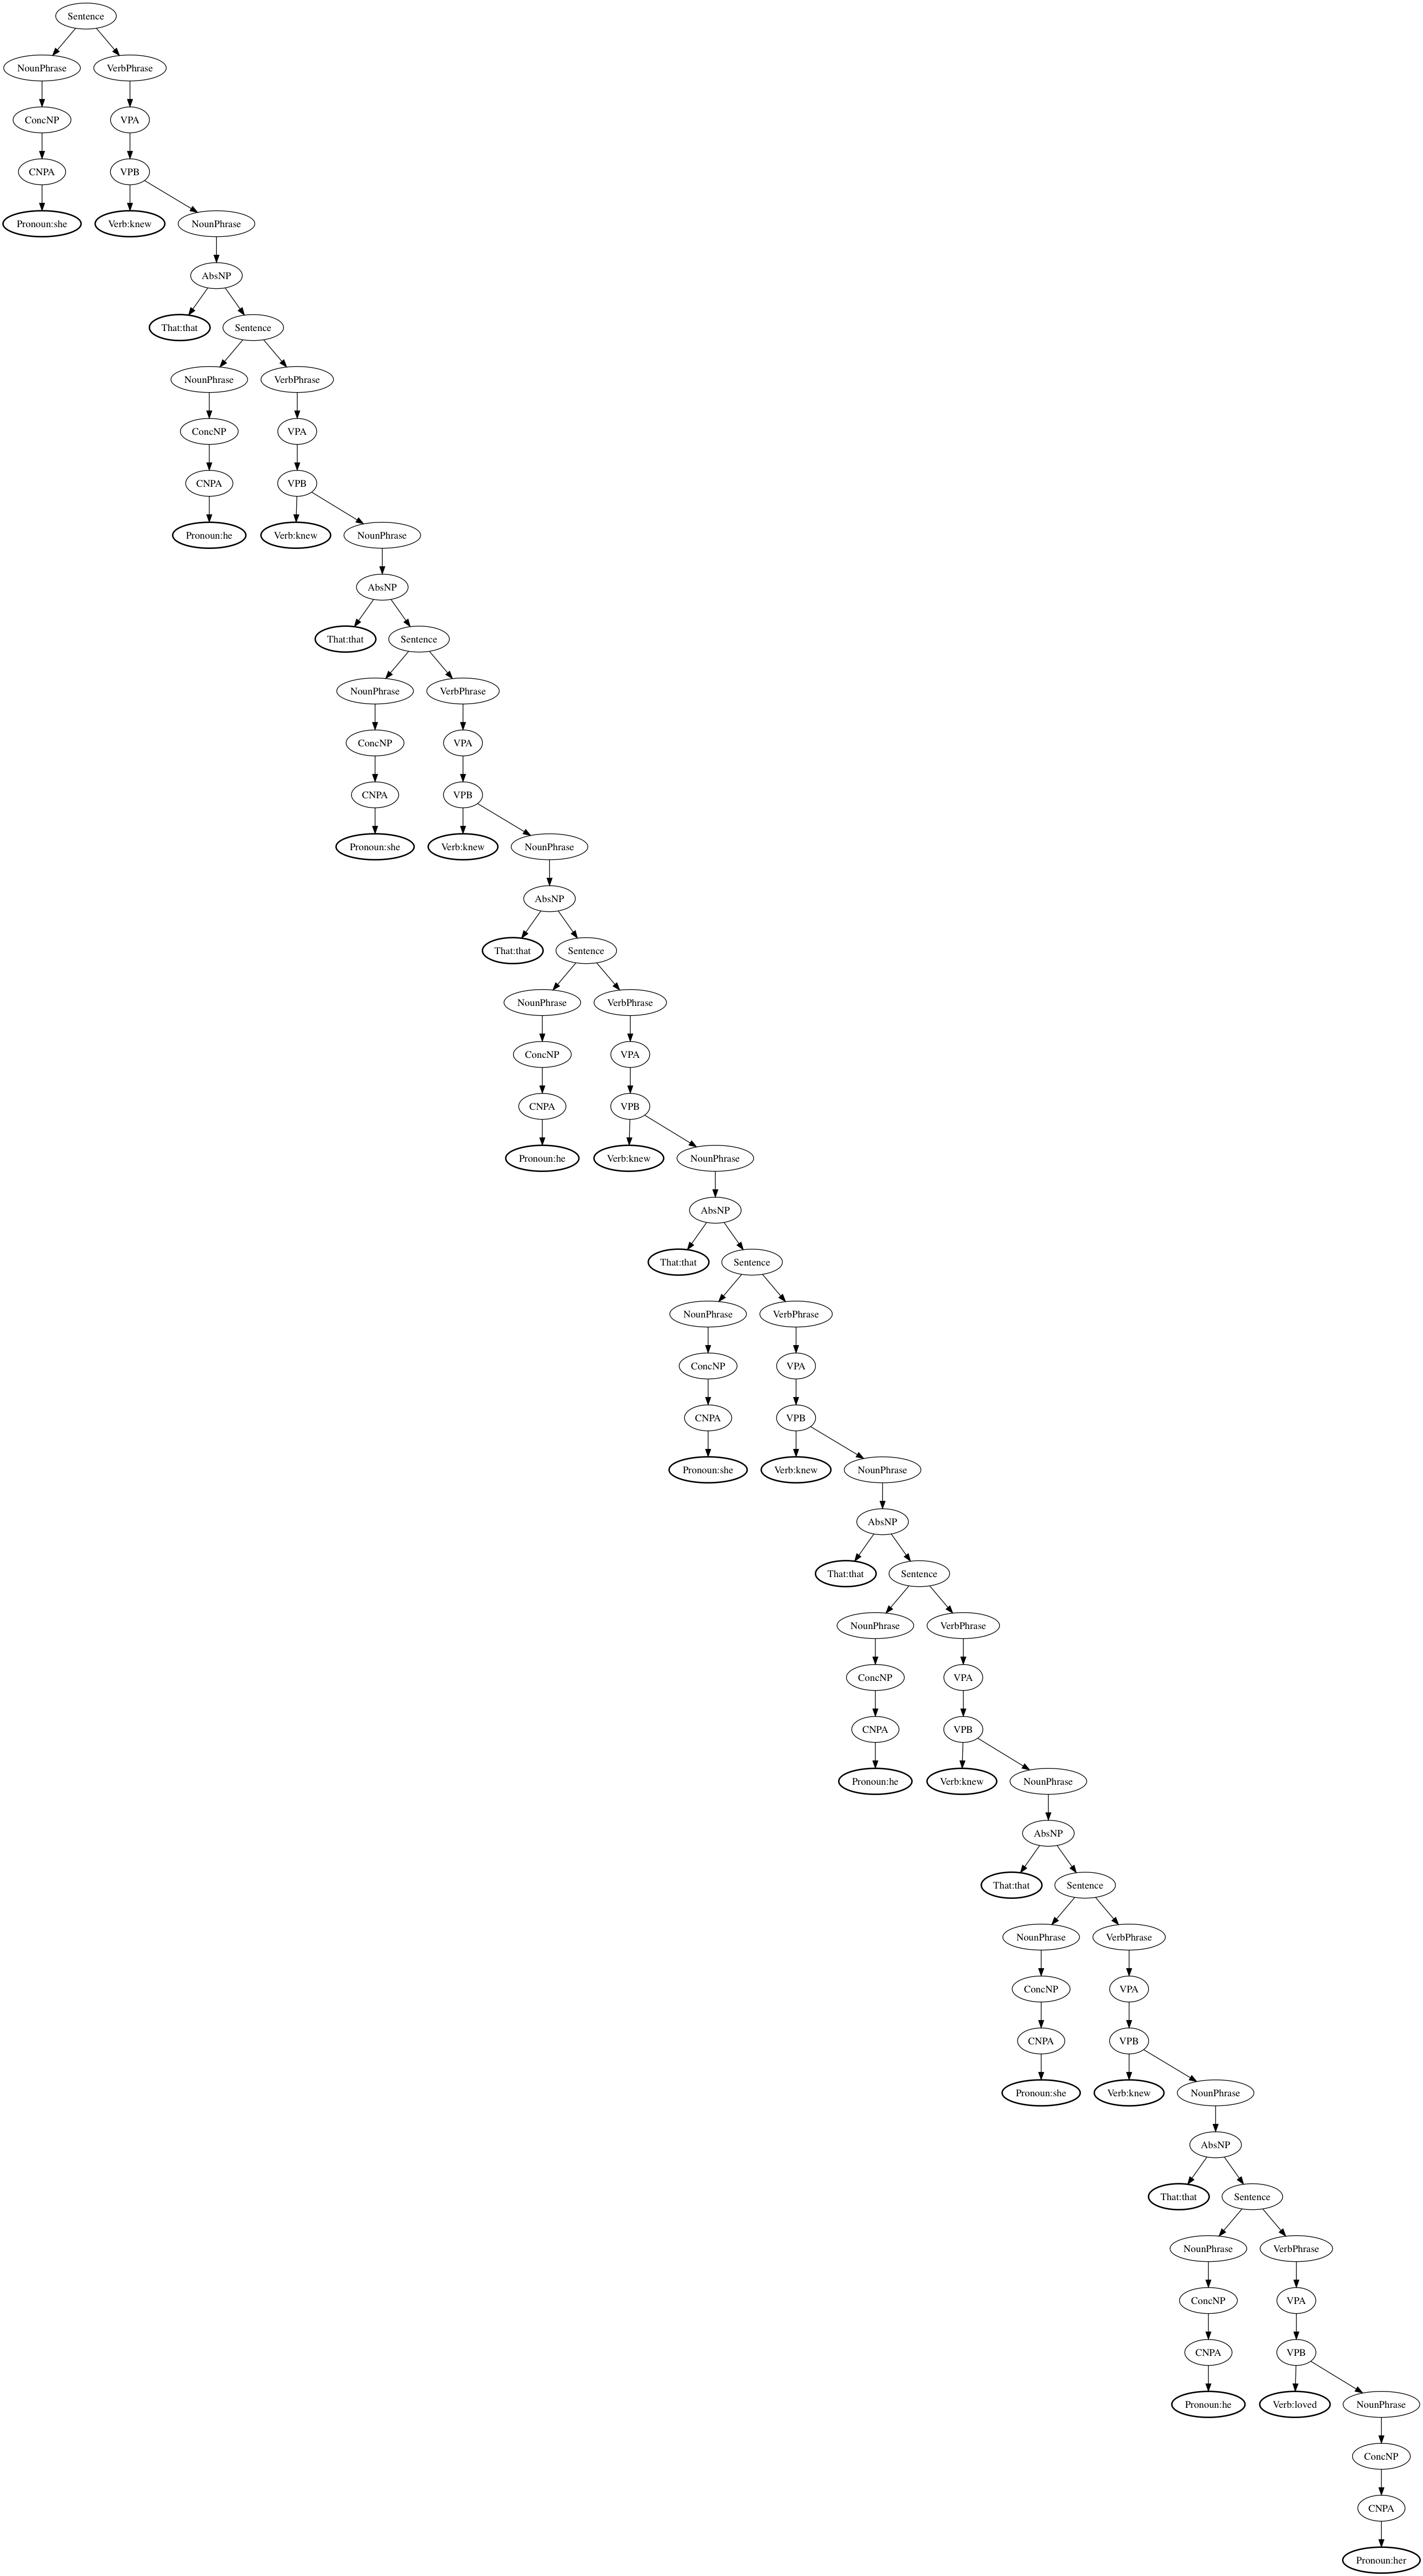 Sentence
NounPhrase VerbPhrase
ConcNP VPA
CNPA VPB
Pronoun:she Verb:knew NounPhrase
AbsNP
That:that Sentence
NounPhrase VerbPhrase
ConcNP VPA
CNPA VPB
Pronoun:he Verb:knew NounPhrase
AbsNP
That:that Sentence
NounPhrase VerbPhrase
ConcNP VPA
CNPA VPB
Pronoun:she Verb:knew NounPhrase
AbsNP
That:that Sentence
NounPhrase VerbPhrase
ConcNP VPA
CNPA VPB
Pronoun:he Verb:knew NounPhrase
AbsNP
That:that Sentence
NounPhrase VerbPhrase
ConcNP VPA
CNPA VPB
Pronoun:she Verb:knew NounPhrase
AbsNP
That:that Sentence
NounPhrase VerbPhrase
ConcNP VPA
CNPA VPB
Pronoun:he Verb:knew NounPhrase
AbsNP
That:that Sentence
NounPhrase VerbPhrase
ConcNP VPA
CNPA VPB
Pronoun:she Verb:knew NounPhrase
AbsNP
That:that Sentence
NounPhrase VerbPhrase
ConcNP VPA
CNPA VPB
Pronoun:he Verb:loved NounPhrase
ConcNP
CNPA
Pronoun:her